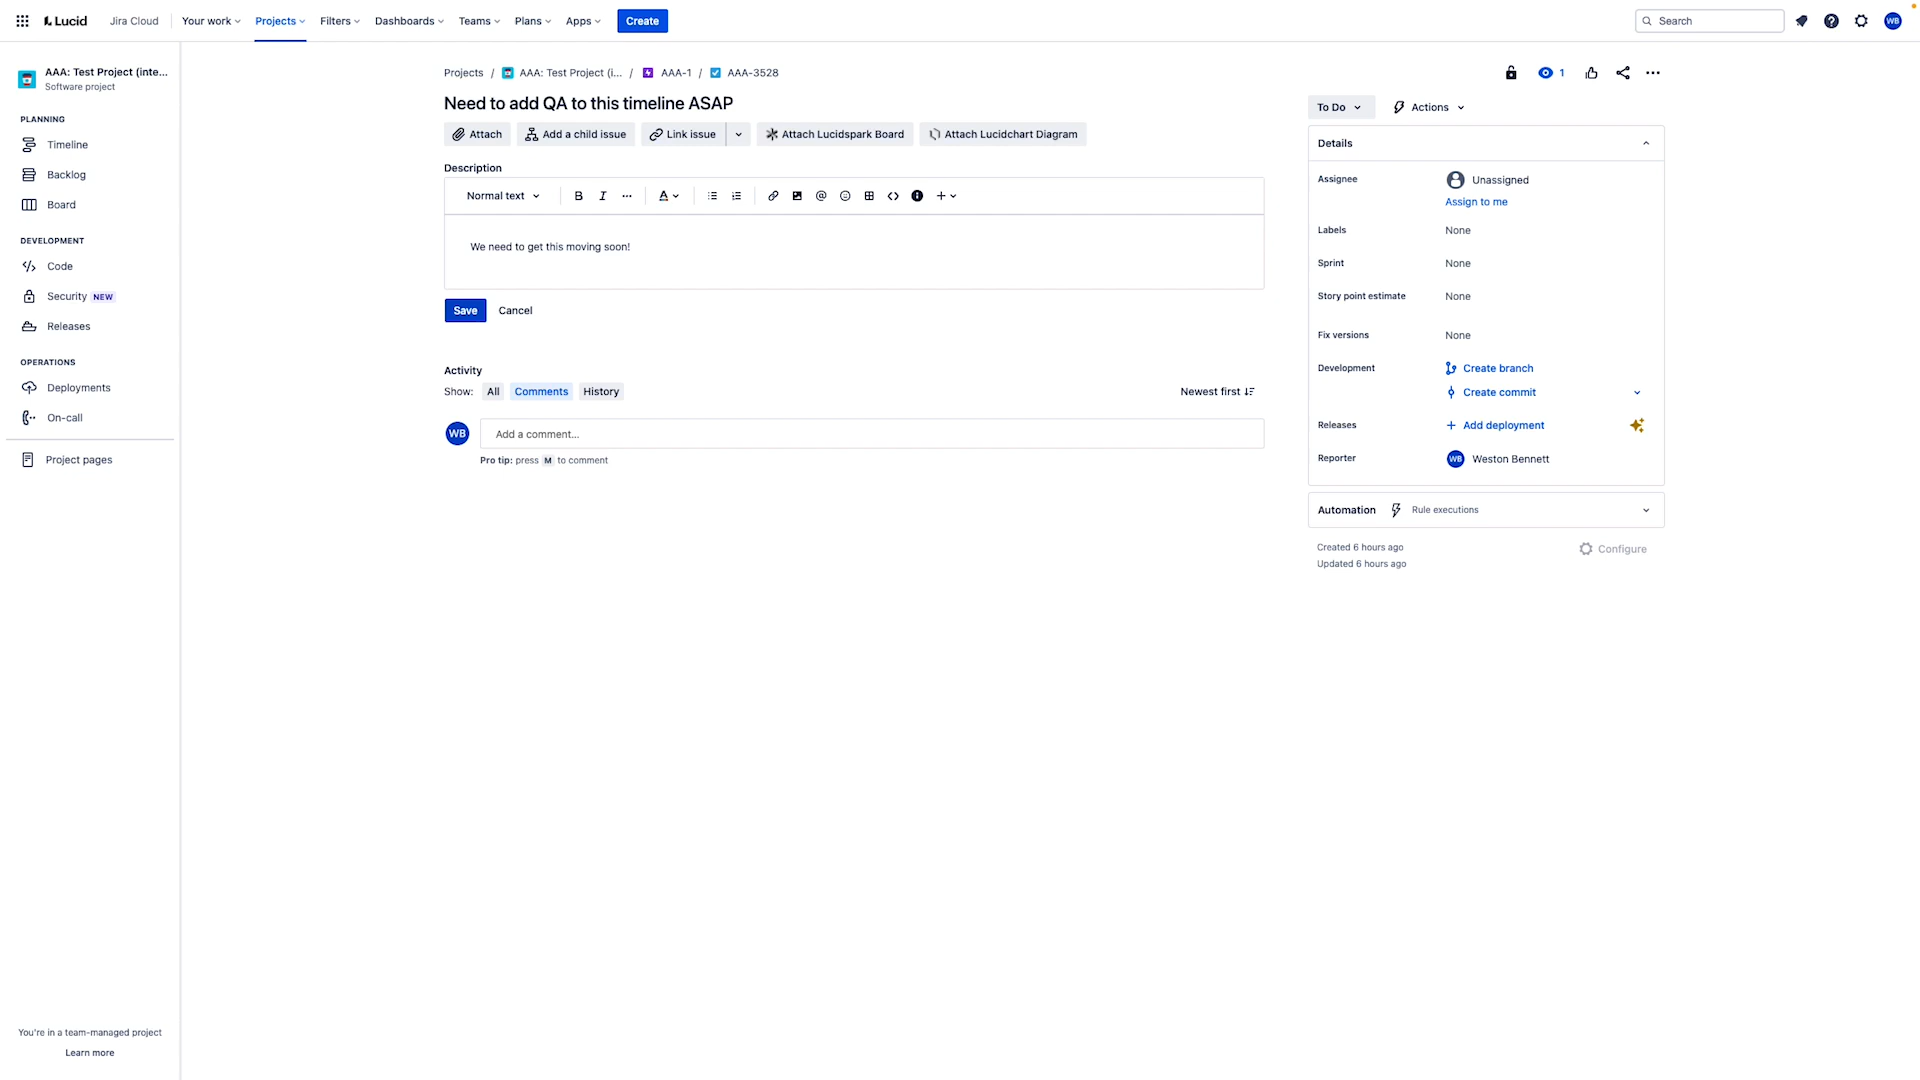 Lucid
Jira Cloud
Your work
Projects
Filters
Dashboards
Teams
Plans
Apps
Create
Search
WB
AAA: Test Project (inte...
Software project
PLANNING
Timeline
Backlog
Board
DEVELOPMENT
Code
Security NEW
Releases
OPERATIONS
Deployments
On-call
Project pages
You're in a team-managed project
Learn more
Projects / AAA: Test Project (i... / AAA-1 / AAA-3528
Need to add QA to this timeline ASAP
Attach
Add a child issue
Link issue
Attach Lucidspark Board
Attach Lucidchart Diagram
Description
Normal text
B
I
A
We need to get this moving soon!
Save
Cancel
Activity
Show: All Comments History
Newest first
WB
Add a comment...
Pro tip: press M to comment
1
To Do
Actions
Details
Assignee
Unassigned
Assign to me
Labels
None
Sprint
None
Story point estimate
None
Fix versions
None
Development
Create branch
Create commit
Releases
Add deployment
Reporter
WB Weston Bennett
Automation
Rule executions
Created 6 hours ago
Updated 6 hours ago
Configure